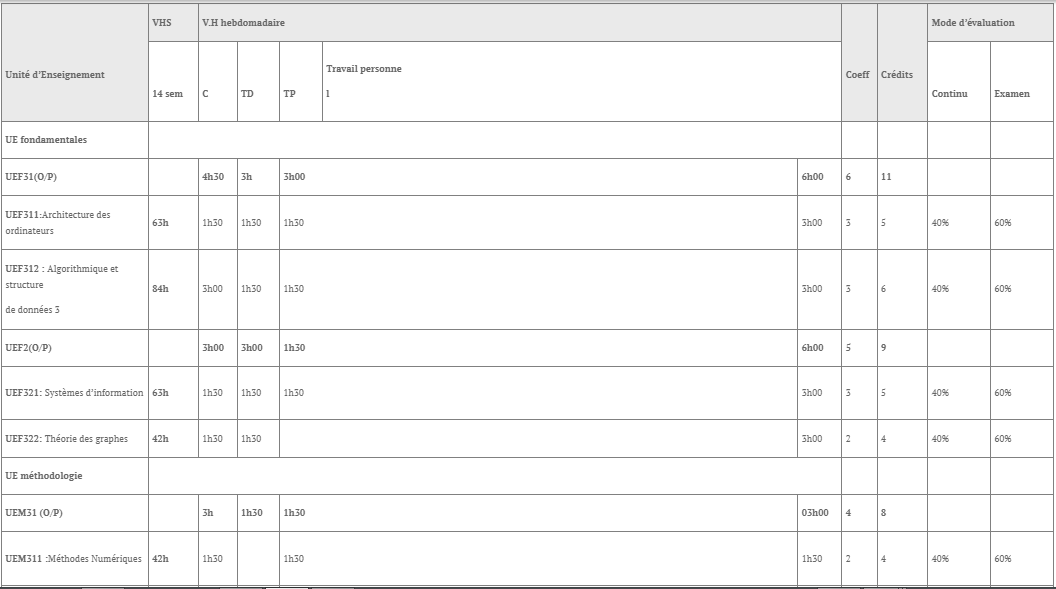 VHS V.H hebdomadaire Mode d'évaluation
Unité d'Enseignement Coeff Crédits
Travail personne
14 sem C TD TP l Continu Examen
UE fondamentales
UEF31(O/P) 4h30 3h 3h00 6h00 6 11
UEF311:Architecture des
ordinateurs
63h 1h30 1h30 1h30 3h00 3 5 40% 60%
UEF312 : Algorithmique et
structure
de données 3
84h 3h00 1h30 1h30 3h00 3 6 40% 60%
UEF2(O/P) 3h00 3h00 1h30 6h00 5 9
UEF321: Systèmes d'information 63h 1h30 1h30 1h30 3h00 3 5 40% 60%
UEF322: Théorie des graphes 42h 1h30 1h30 3h00 2 4 40% 60%
UE méthodologie
UEM31 (O/P) 3h 1h30 1h30 03h00 4 8
UEM311 :Méthodes Numériques 42h 1h30 1h30 1h30 2 4 40% 60%